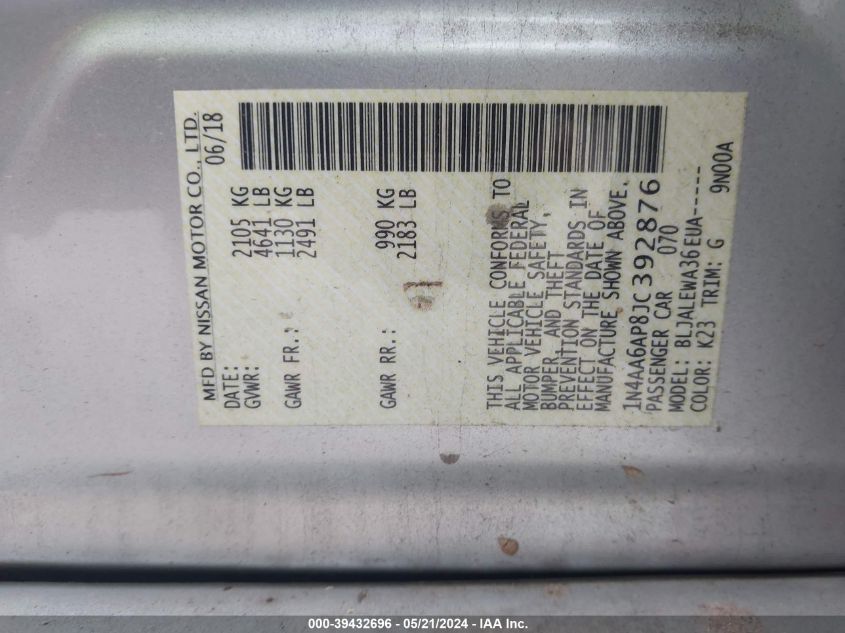 MFD BY NISSAN MOTOR CO., LTD.
DATE: 06/18
GVWR: 2105 KG
4641 LB
GAWR FR.: 1130 KG
2491 LB
GAWR RR.: 990 KG
2183 LB
THIS VEHICLE CONFORMS TO
ALL APPLICABLE FEDERAL
MOTOR VEHICLE SAFETY,
BUMPER, AND THEFT
PREVENTION STANDARDS IN
EFFECT ON THE DATE OF
MANUFACTURE SHOWN ABOVE.
1N4AA6AP8JC392876
PASSENGER CAR 070
MODEL: BLJALEWA36EUA-----
COLOR: K23 TRIM: G 9N00A
000-39432696 - 05/21/2024 - IAA Inc.